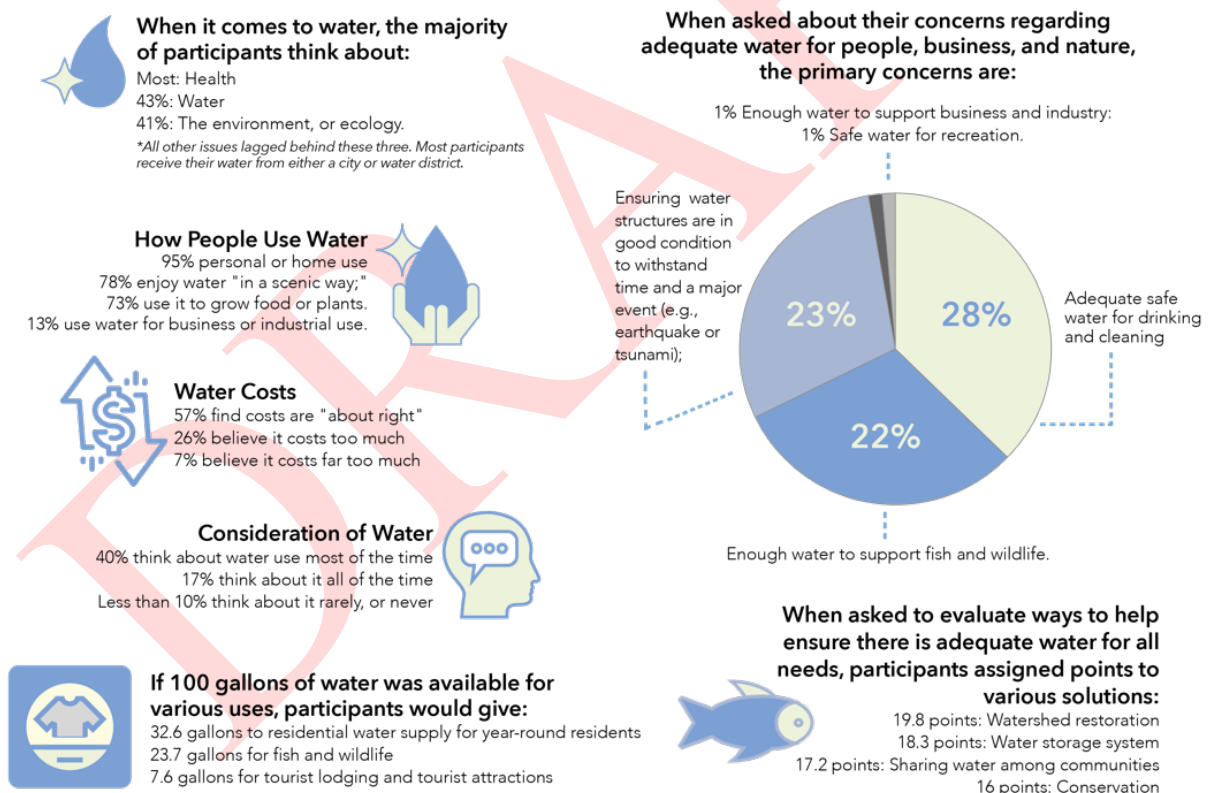 When it comes to water, the majority
of participants think about:
Most: Health
43%: Water
41%: The environment, or ecology.
*All other issues lagged behind these three. Most participants
receive their water from either a city or water district.
How People Use Water
95% personal or home use
78% enjoy water "in a scenic way;"
73% use it to grow food or plants.
13% use water for business or industrial use.
Water Costs
57% find costs are "about right"
26% believe it costs too much
7% believe it costs far too much
Consideration of Water
40% think about water use most of the time
17% think about it all of the time
Less than 10% think about it rarely, or never
If 100 gallons of water was available for
various uses, participants would give:
32.6 gallons to residential water supply for year-round residents
23.7 gallons for fish and wildlife
7.6 gallons for tourist lodging and tourist attractions
When asked about their concerns regarding
adequate water for people, business, and nature,
the primary concerns are:
1% Enough water to support business and industry:
1% Safe water for recreation.
Ensuring water
structures are in
good condition
to withstand
time and a major
event (e.g.,
earthquake or
tsunami);
23%
28%
22%
Adequate safe
water for drinking
and cleaning
Enough water to support fish and wildlife.
When asked to evaluate ways to help
ensure there is adequate water for all
needs, participants assigned points to
various solutions:
19.8 points: Watershed restoration
18.3 points: Water storage system
17.2 points: Sharing water among communities
16 points: Conservation